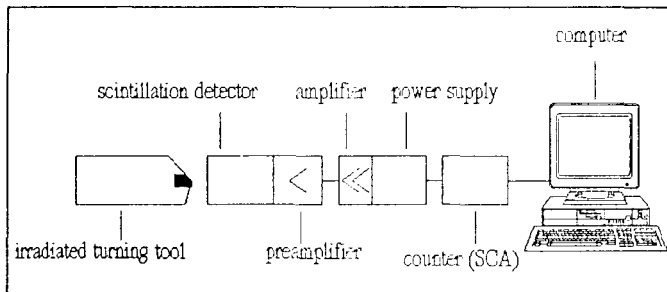 computer
scintillation detector
amplifier
power supply
irradiated turning tool
preamplifier
counter (SCA)